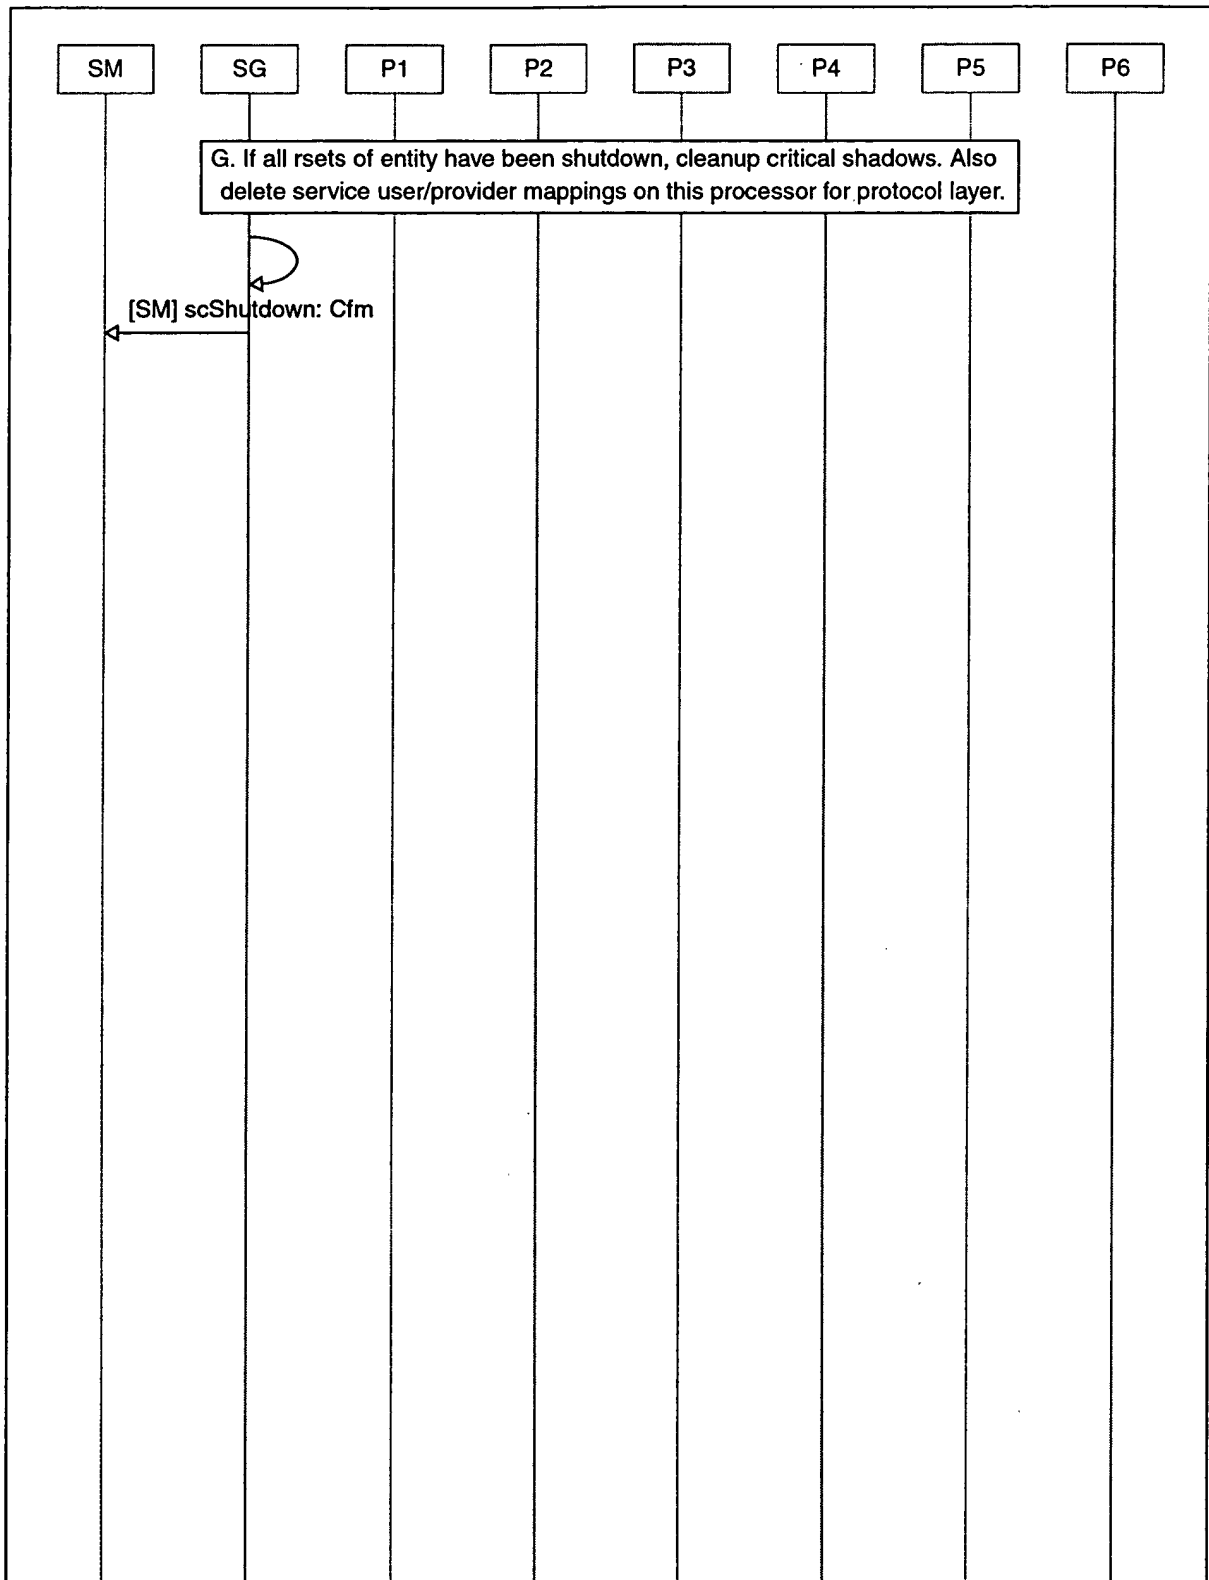 SM SG P1 P2 P3 P4 P5 P6
G. If all rsets of entity have been shutdown, cleanup critical shadows. Also
delete service user/provider mappings on this processor for protocol layer.
[SM] scShutdown: Cfm